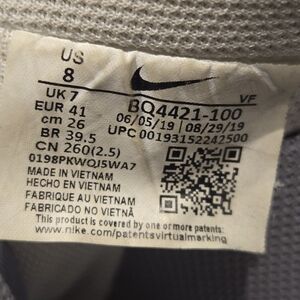 US
8
UK 7
EUR 41
cm 26
BR 39.5
CN 260(2.5)
VF
BQ4421-100
06/05/19 | 08/29/19
UPC 00193152242500
0198PKWQJ5WA7
MADE IN VIETNAM
HECHO EN VIETNAM
FABRIQUE AU VIETNAM
FABRICADO NO VIETNÃ
This product is covered by one or more patents:
www.nike.com/patentsvirtualmarking